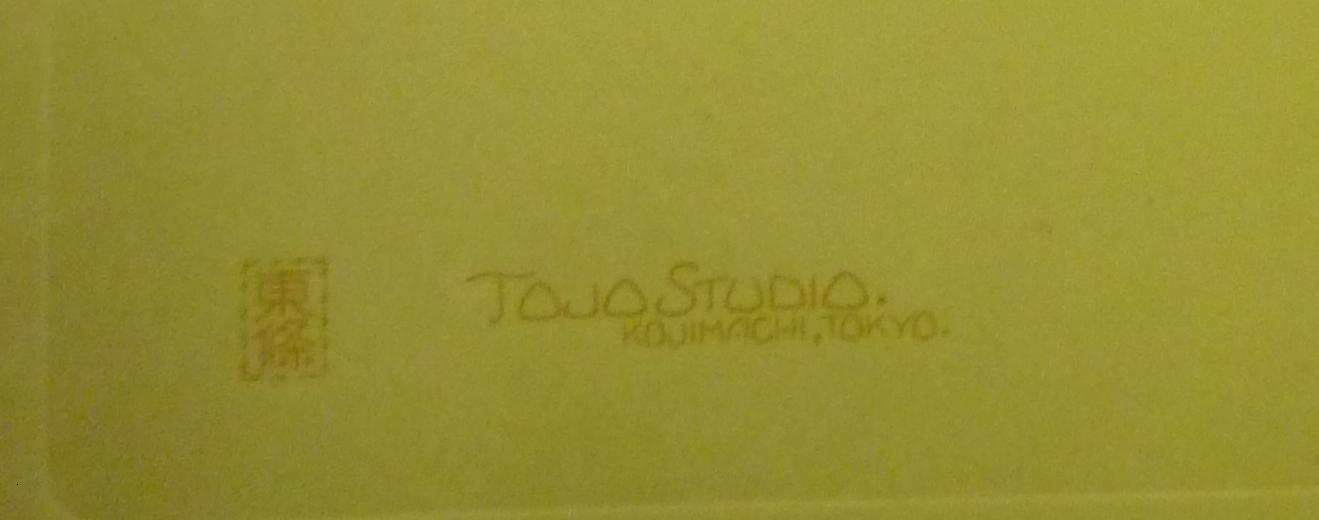 東
條
TOJO STUDIO.
KOJIMACHI, TOKYO.